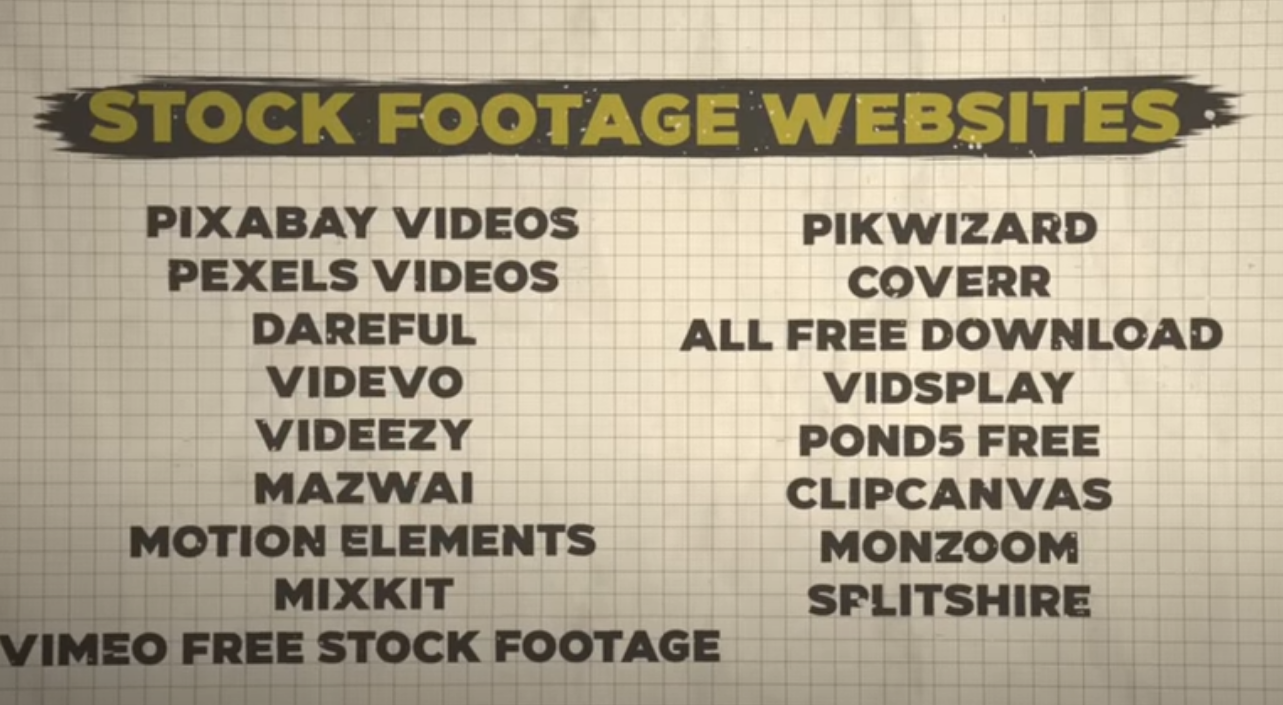 STOCK FOOTAGE WEBSITES
PIXABAY VIDEOS
PEXELS VIDEOS
DAREFUL
VIDEVO
VIDEEZY
MAZWAI
MOTION ELEMENTS
MIXKIT
VIMEO FREE STOCK FOOTAGE
PIKWIZARD
COVERR
ALL FREE DOWNLOAD
VIDSPLAY
POND5 FREE
CLIPCANVAS
MONZOOM
SPLITSHIRE